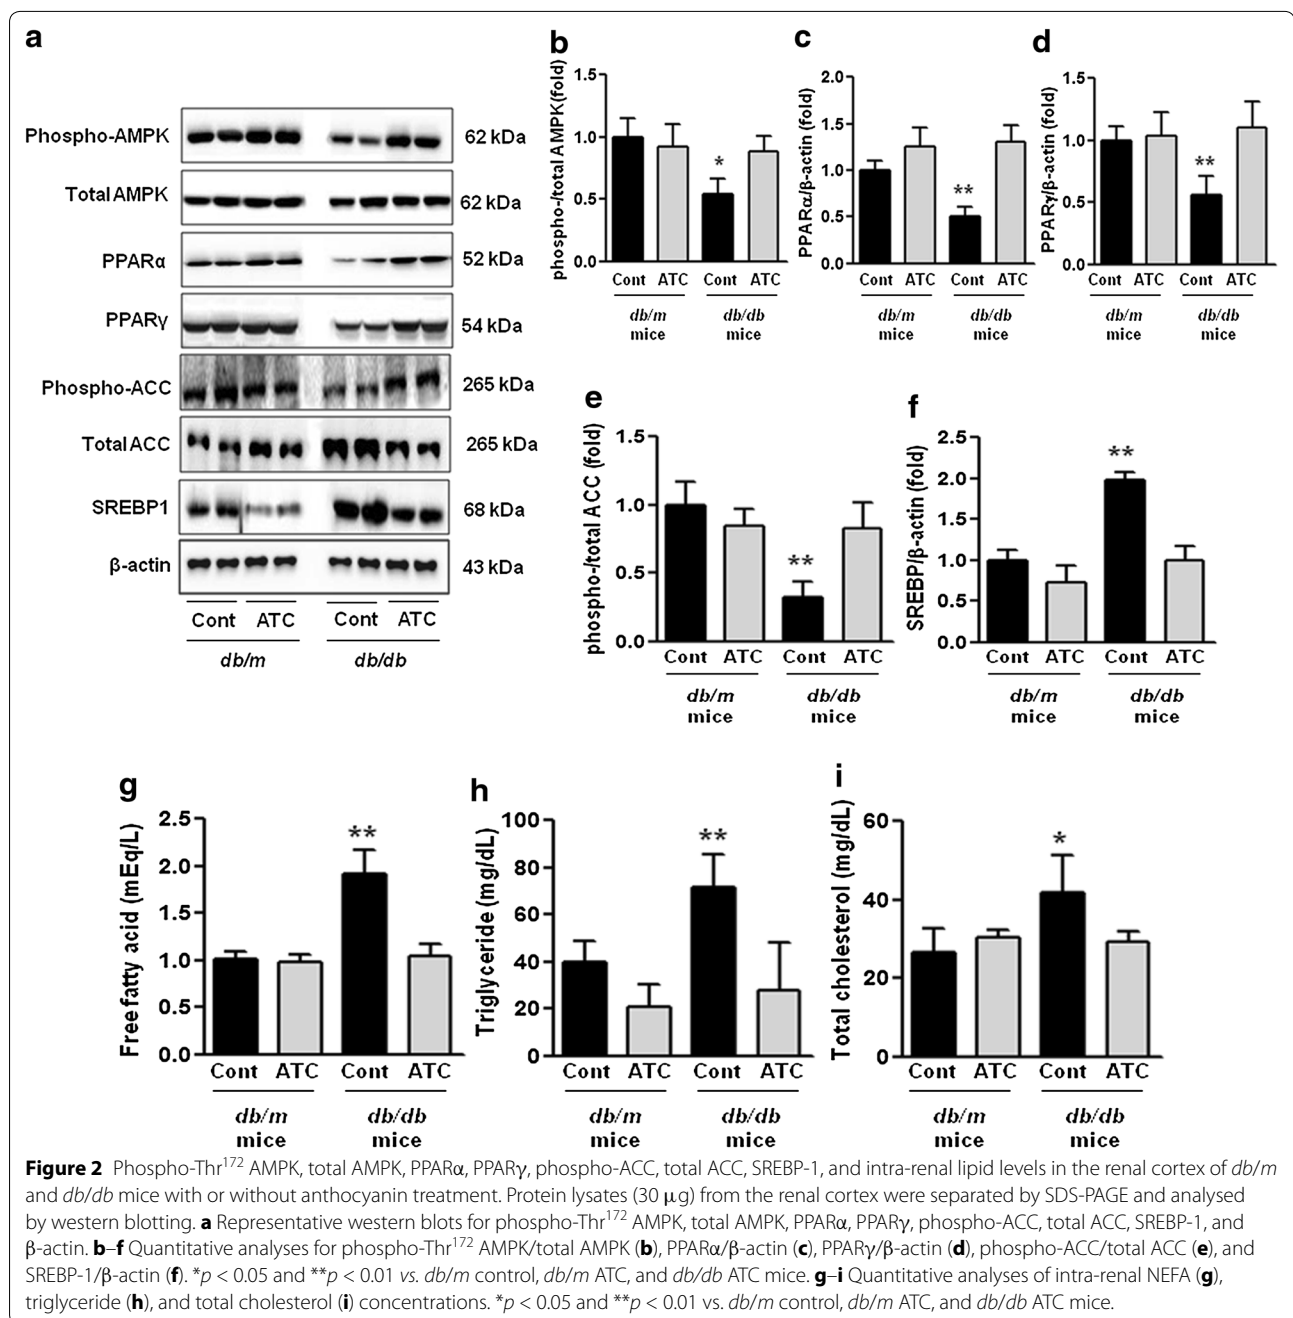 a
Phospho-AMPK
62 kDa
Total AMPK
62 kDa
PPARα
52 kDa
PPARγ
54 kDa
Phospho-ACC
265 kDa
Total ACC
265 kDa
SREBP1
68 kDa
β-actin
43 kDa
Cont ATC Cont ATC
db/m db/db
b
phospho-/total AMPK(fold)
1.5
1.0
0.5
0.0
*
Cont ATC Cont ATC
db/m db/db
mice mice
c
PPARα/β-actin (fold)
2.0
1.5
1.0
0.5
0.0
**
Cont ATC Cont ATC
db/m db/db
mice mice
d
PPARγ/β-actin (fold)
1.5
1.0
0.5
0.0
**
Cont ATC Cont ATC
db/m db/db
mice mice
e
phospho-/total ACC (fold)
1.5
1.0
0.5
0.0
**
Cont ATC Cont ATC
db/m db/db
mice mice
f
SREBP/β-actin (fold)
2.5
2.0
1.5
1.0
0.5
0.0
**
Cont ATC Cont ATC
db/m db/db
mice mice
g
Free fatty acid (mEq/L)
2.5
2.0
1.5
1.0
0.5
0.0
**
Cont ATC Cont ATC
db/m db/db
mice mice
h
Triglyceride (mg/dL)
100
80
60
40
20
0
**
Cont ATC Cont ATC
db/m db/db
mice mice
i
Total cholesterol (mg/dL)
60
40
20
0
*
Cont ATC Cont ATC
db/m db/db
mice mice
Figure 2 Phospho-Thr172 AMPK, total AMPK, PPARα, PPARγ, phospho-ACC, total ACC, SREBP-1, and intra-renal lipid levels in the renal cortex of db/m
and db/db mice with or without anthocyanin treatment. Protein lysates (30 μg) from the renal cortex were separated by SDS-PAGE and analysed
by western blotting. a Representative western blots for phospho-Thr172 AMPK, total AMPK, PPARα, PPARγ, phospho-ACC, total ACC, SREBP-1, and
β-actin. b–f Quantitative analyses for phospho-Thr172 AMPK/total AMPK (b), PPARα/β-actin (c), PPARγ/β-actin (d), phospho-ACC/total ACC (e), and
SREBP-1/β-actin (f). *p < 0.05 and **p < 0.01 vs. db/m control, db/m ATC, and db/db ATC mice. g–i Quantitative analyses of intra-renal NEFA (g),
triglyceride (h), and total cholesterol (i) concentrations. *p < 0.05 and **p < 0.01 vs. db/m control, db/m ATC, and db/db ATC mice.